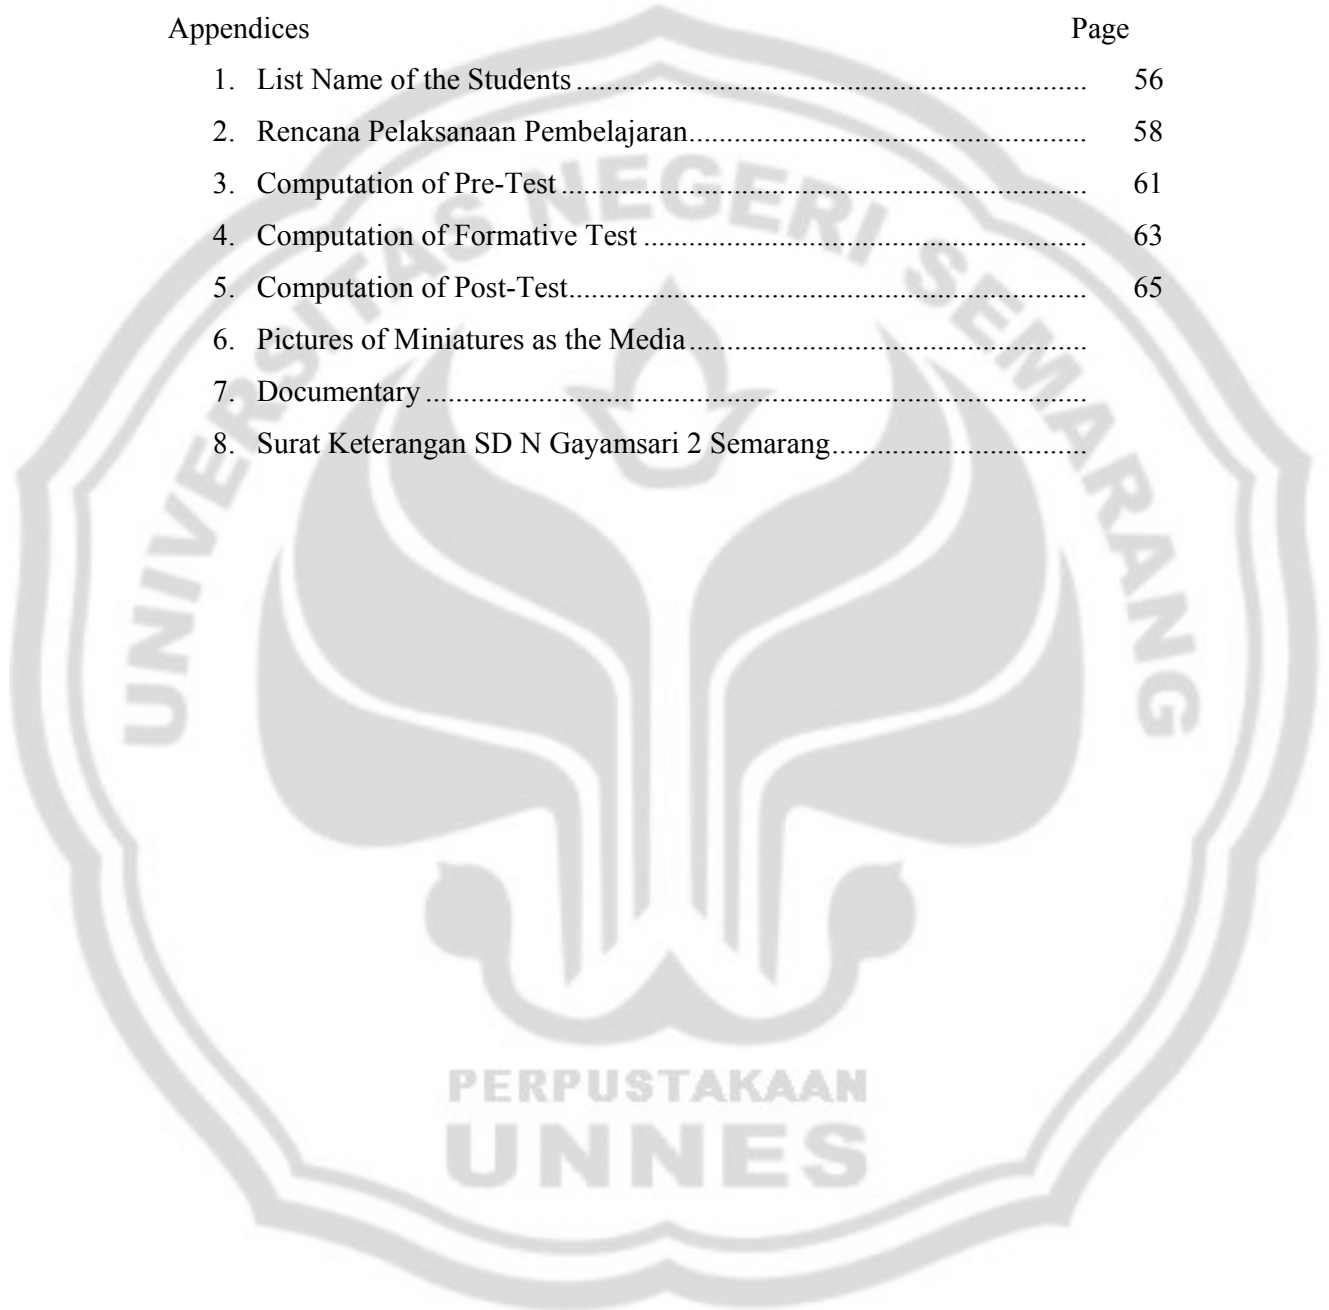 Appendices Page
1. List Name of the Students ........................................................................ 56
2. Rencana Pelaksanaan Pembelajaran........................................................ 58
3. Computation of Pre-Test .......................................................................... 61
4. Computation of Formative Test ............................................................... 63
5. Computation of Post-Test......................................................................... 65
6. Pictures of Miniatures as the Media.........................................................
7. Documentary .............................................................................................
8. Surat Keterangan SD N Gayamsari 2 Semarang..................................
UNIVERSITAS NEGERI SEMARANG
PERPUSTAKAAN
UNNES